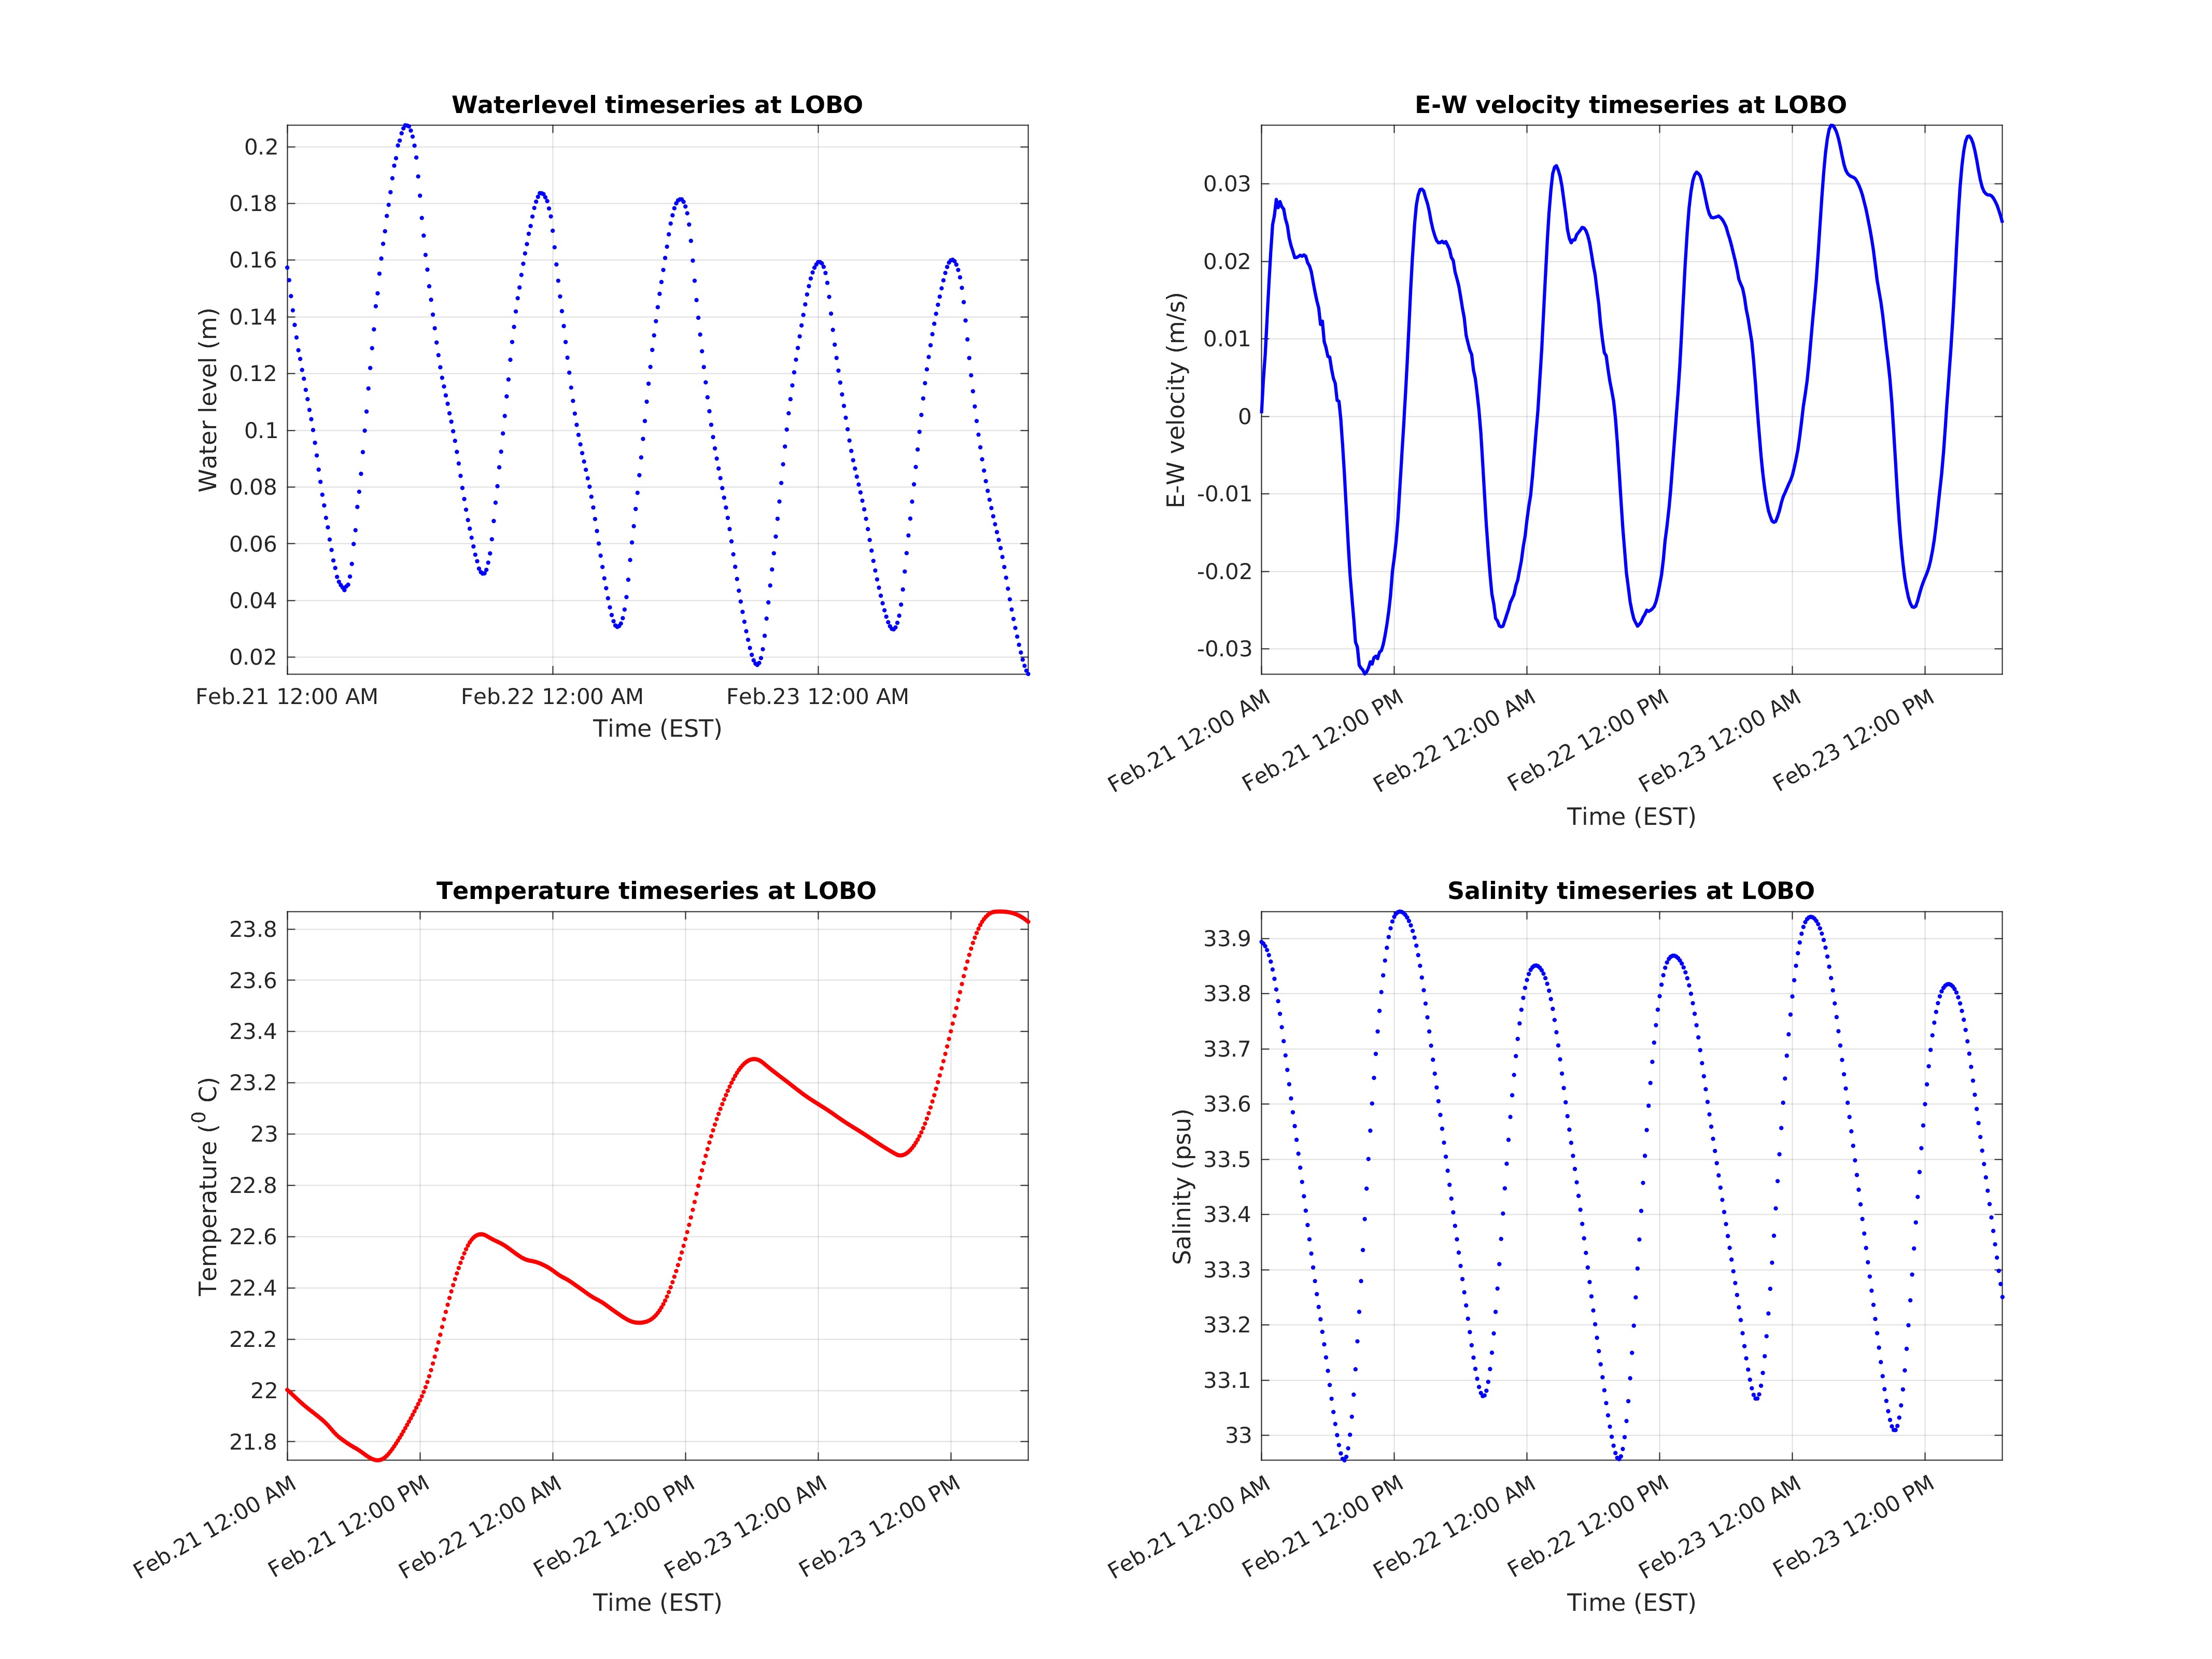 Waterlevel timeseries at LOBO
0.2
0.18
0.16
0.14
0.12
0.1
0.08
0.06
0.04
0.02
Water level (m)
Feb.21 12:00 AM Feb.22 12:00 AM Feb.23 12:00 AM
Time (EST)
E-W velocity timeseries at LOBO
0.03
0.02
0.01
0
-0.01
-0.02
-0.03
E-W velocity (m/s)
Feb.21 12:00 AM Feb.21 12:00 PM Feb.22 12:00 AM Feb.22 12:00 PM Feb.23 12:00 AM Feb.23 12:00 PM
Time (EST)
Temperature timeseries at LOBO
23.8
23.6
23.4
23.2
23
22.8
22.6
22.4
22.2
22
21.8
Temperature (⁰ C)
Feb.21 12:00 AM Feb.21 12:00 PM Feb.22 12:00 AM Feb.22 12:00 PM Feb.23 12:00 AM Feb.23 12:00 PM
Time (EST)
Salinity timeseries at LOBO
33.9
33.8
33.7
33.6
33.5
33.4
33.3
33.2
33.1
33
Salinity (psu)
Feb.21 12:00 AM Feb.21 12:00 PM Feb.22 12:00 AM Feb.22 12:00 PM Feb.23 12:00 AM Feb.23 12:00 PM
Time (EST)